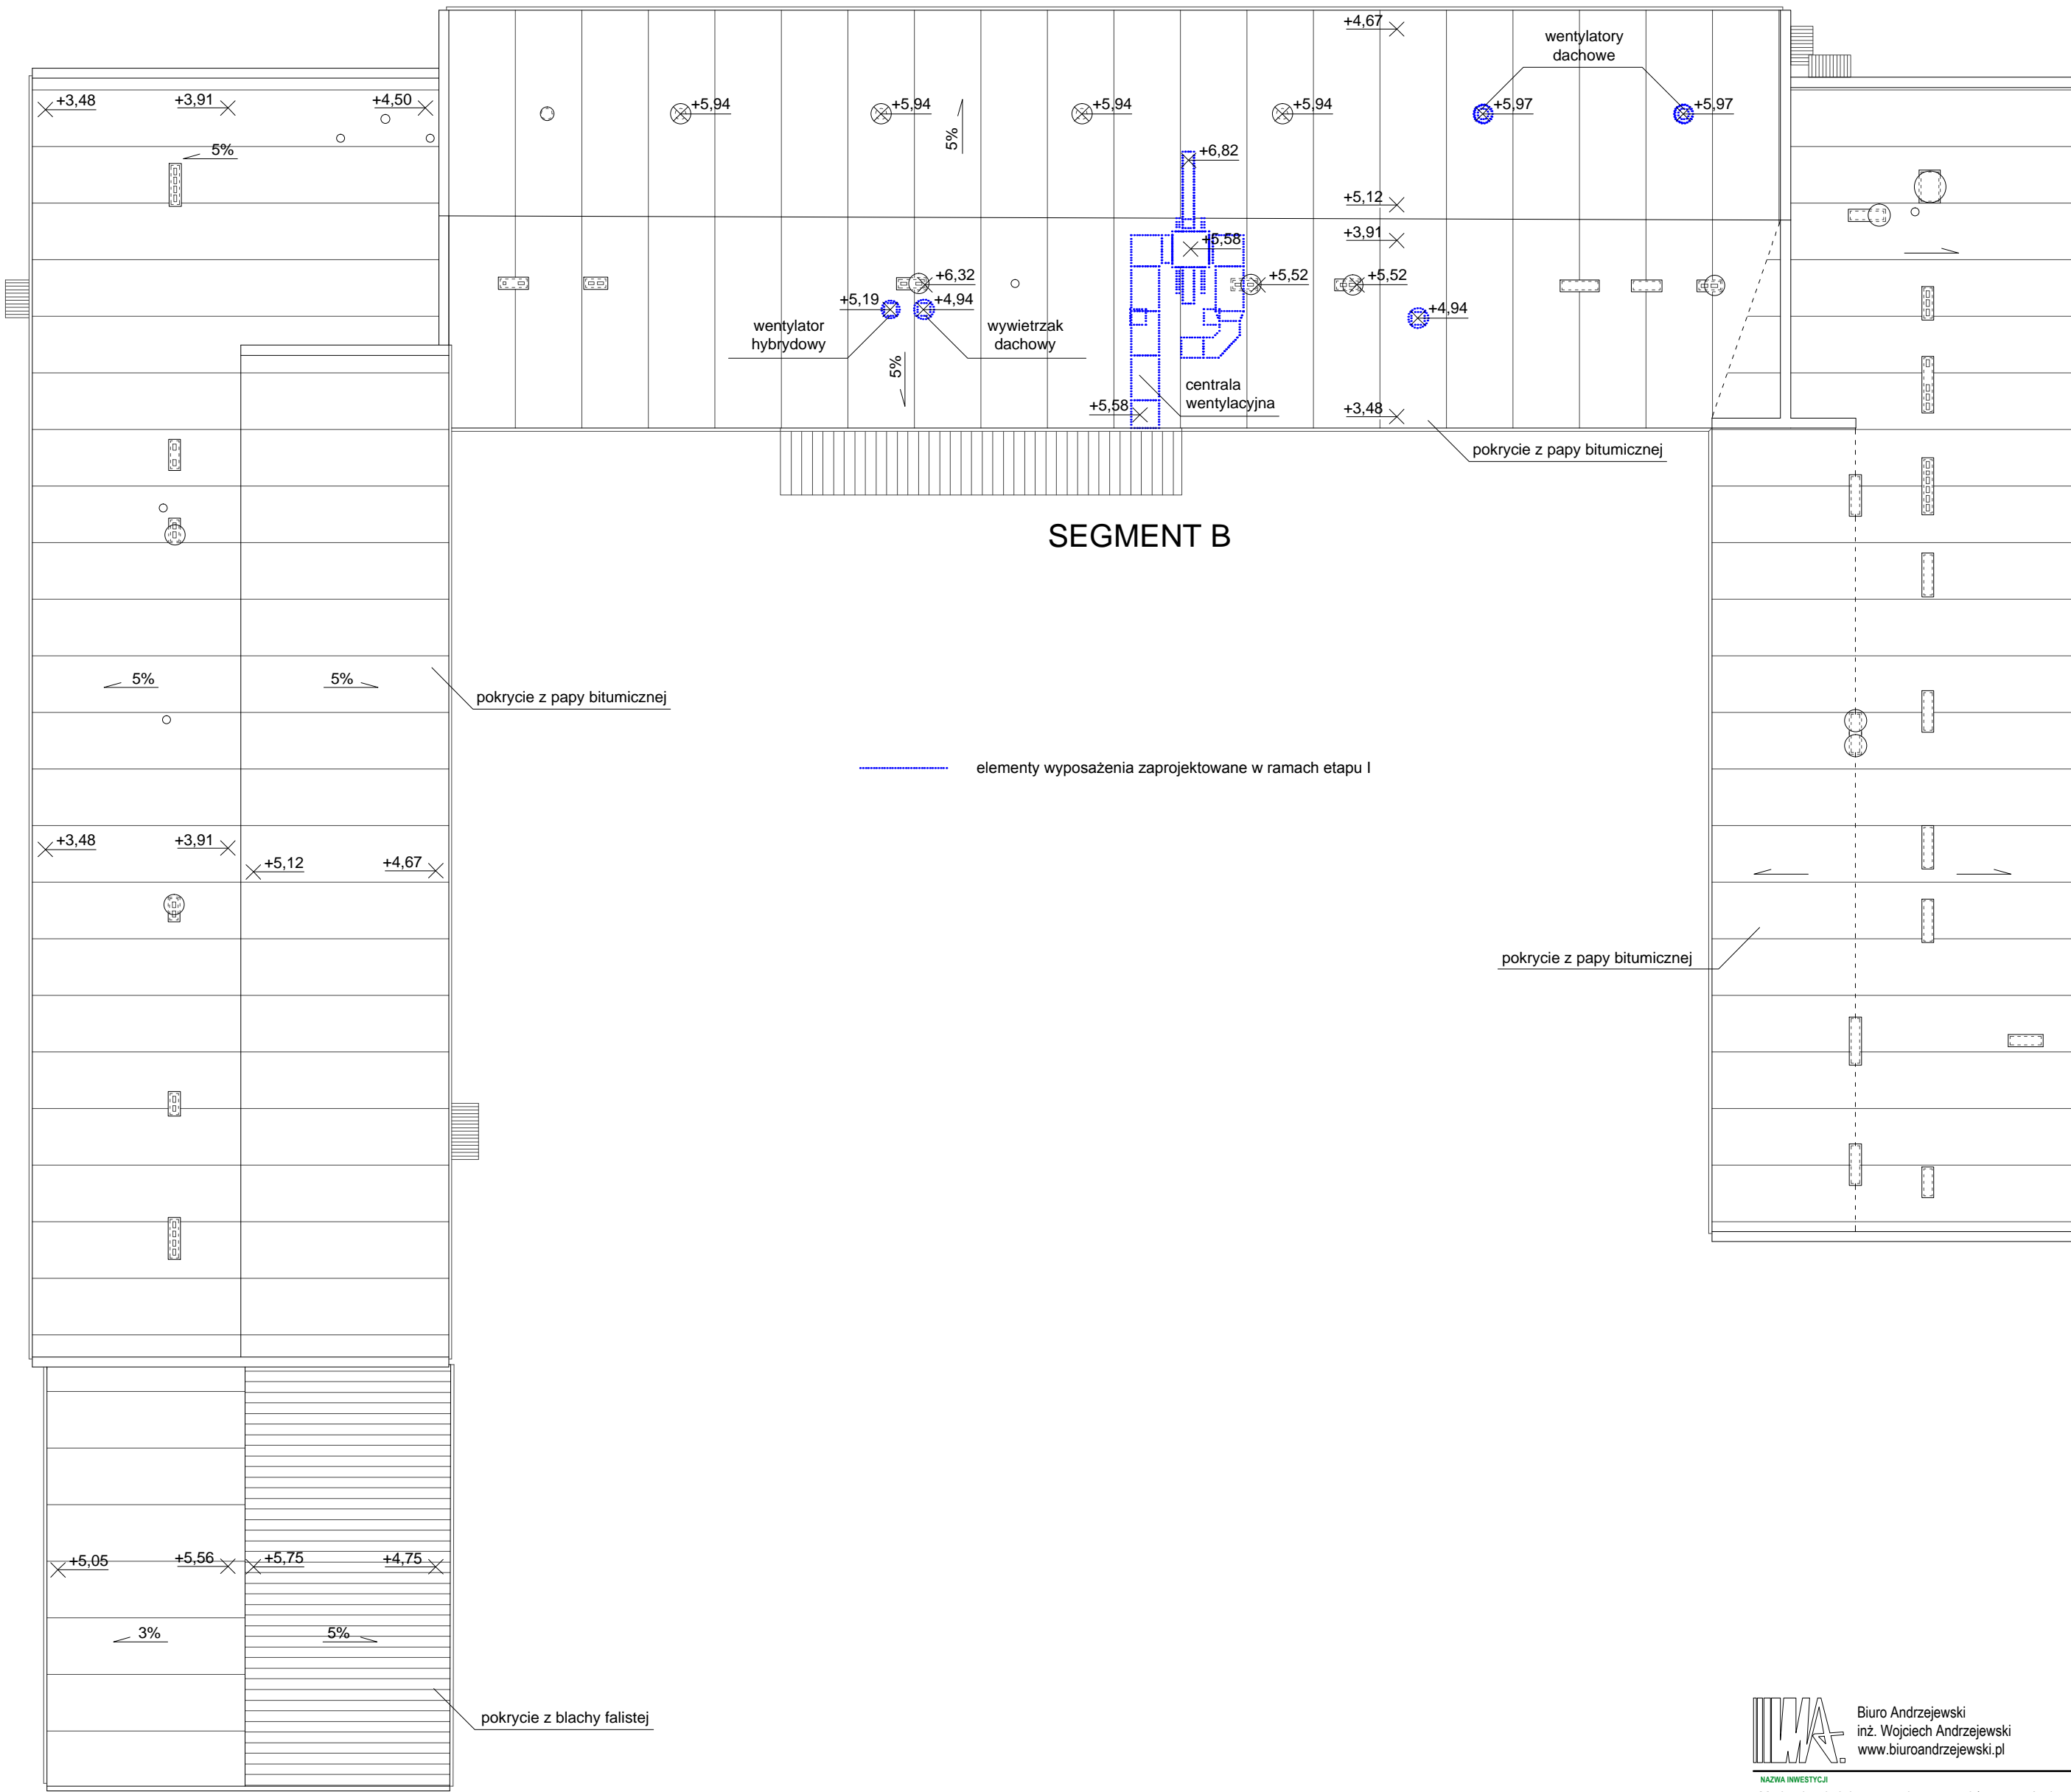 +4,67
wentylatory
dachowe
+3,48
+3,91
+4,50
+5,94
+5,94
+5,94
+5,94
+5,97
+5,97
5%
5%
+6,82
+5,12
+3,91
+5,58
+6,32
+5,52
+5,52
+5,19
+4,94
+4,94
wentylator
hybrydowy
wywietrzak
dachowy
5%
centrala
wentylacyjna
+5,58
+3,48
pokrycie z papy bitumicznej
SEGMENT B
5%
5%
pokrycie z papy bitumicznej
elementy wyposażenia zaprojektowane w ramach etapu I
+3,48
+3,91
+5,12
+4,67
pokrycie z papy bitumicznej
+5,05
+5,56
+5,75
+4,75
3%
5%
pokrycie z blachy falistej
Biuro Andrzejewski
inż. Wojciech Andrzejewski
www.biuroandrzejewski.pl
NAZWA INWESTYCJI